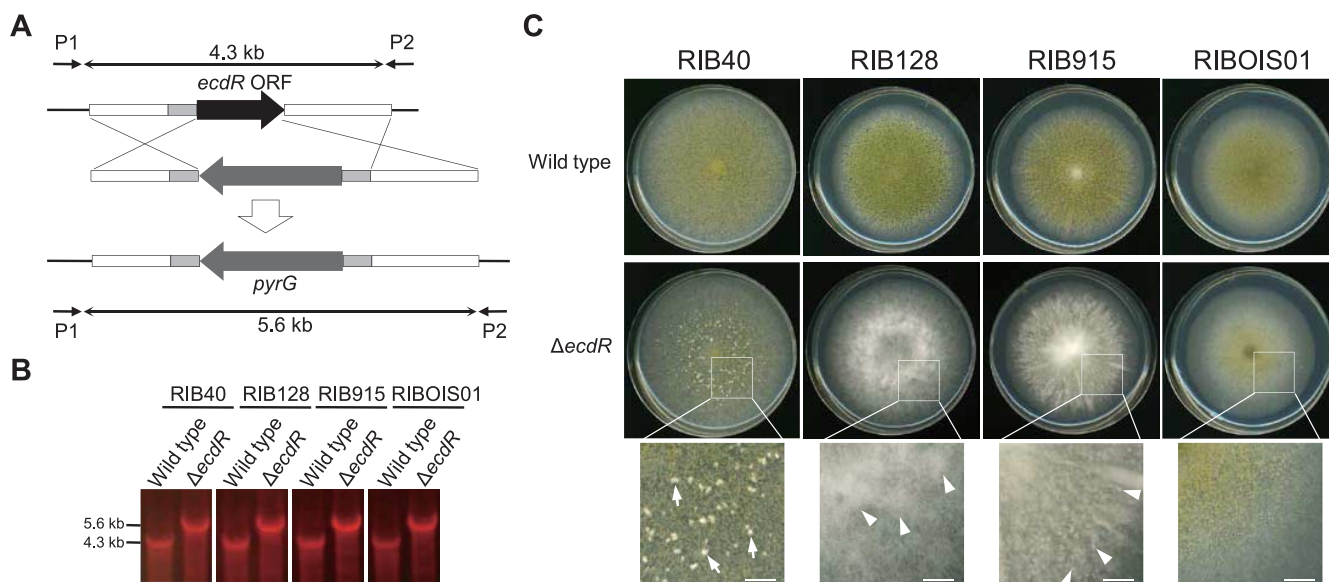 A
P1
P2
4.3 kb
ecdR ORF
pyrG
P1
P2
5.6 kb
B
RIB40
RIB128
RIB915
RIBOIS01
Wild type
ΔecdR
Wild type
ΔecdR
Wild type
ΔecdR
Wild type
ΔecdR
5.6 kb
4.3 kb
C
RIB40
RIB128
RIB915
RIBOIS01
Wild type
ΔecdR